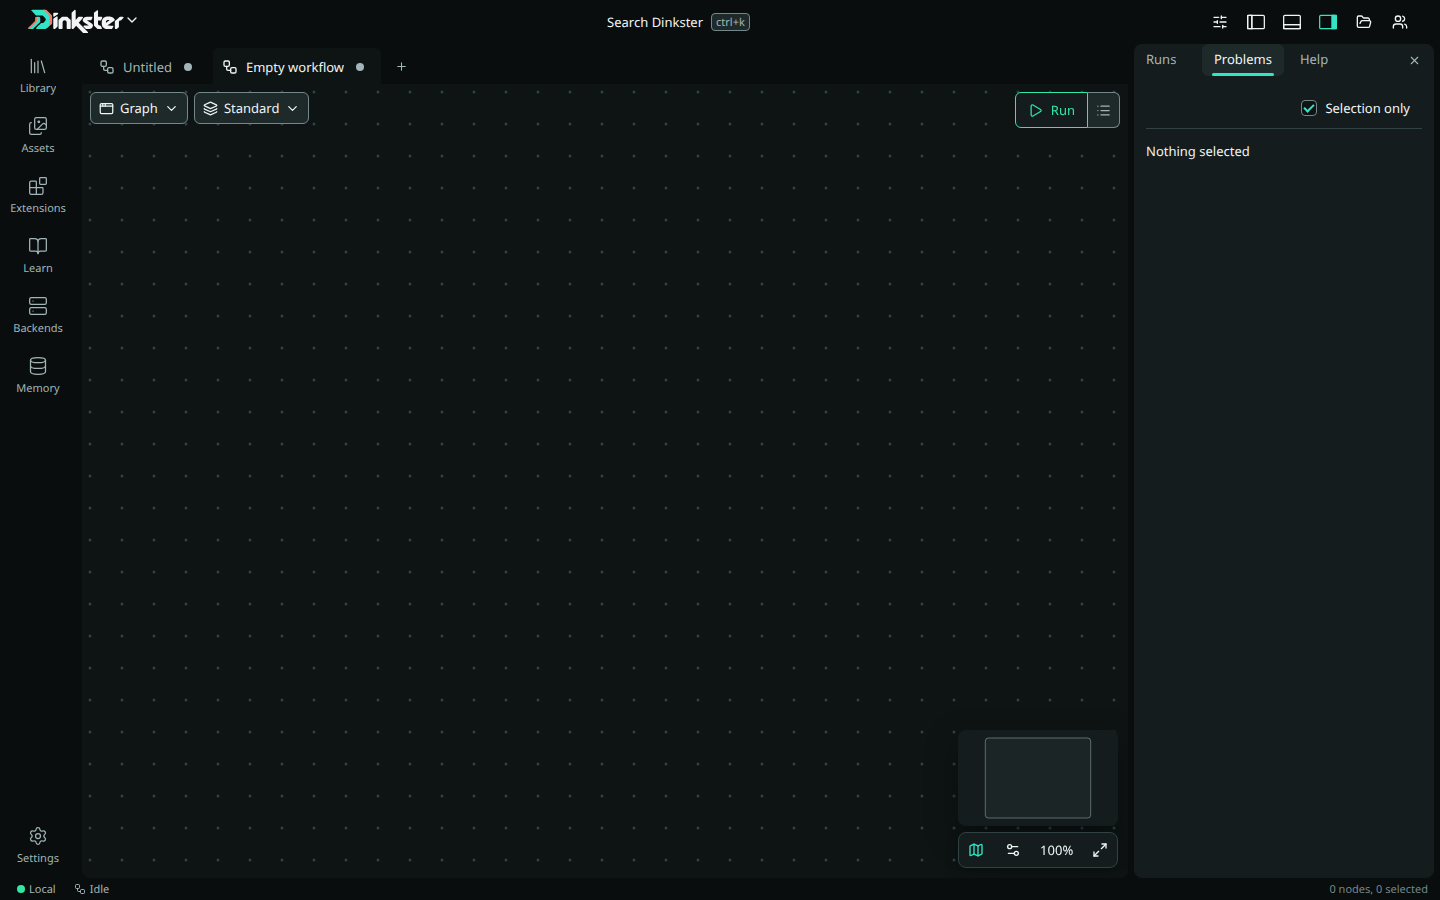 Dinkster
Search Dinkster ctrl+k
Library
Assets
Extensions
Learn
Backends
Memory
Settings
Untitled
Empty workflow
Graph
Standard
Run
100%
Runs
Problems
Help
Selection only
Nothing selected
Local
Idle
0 nodes, 0 selected